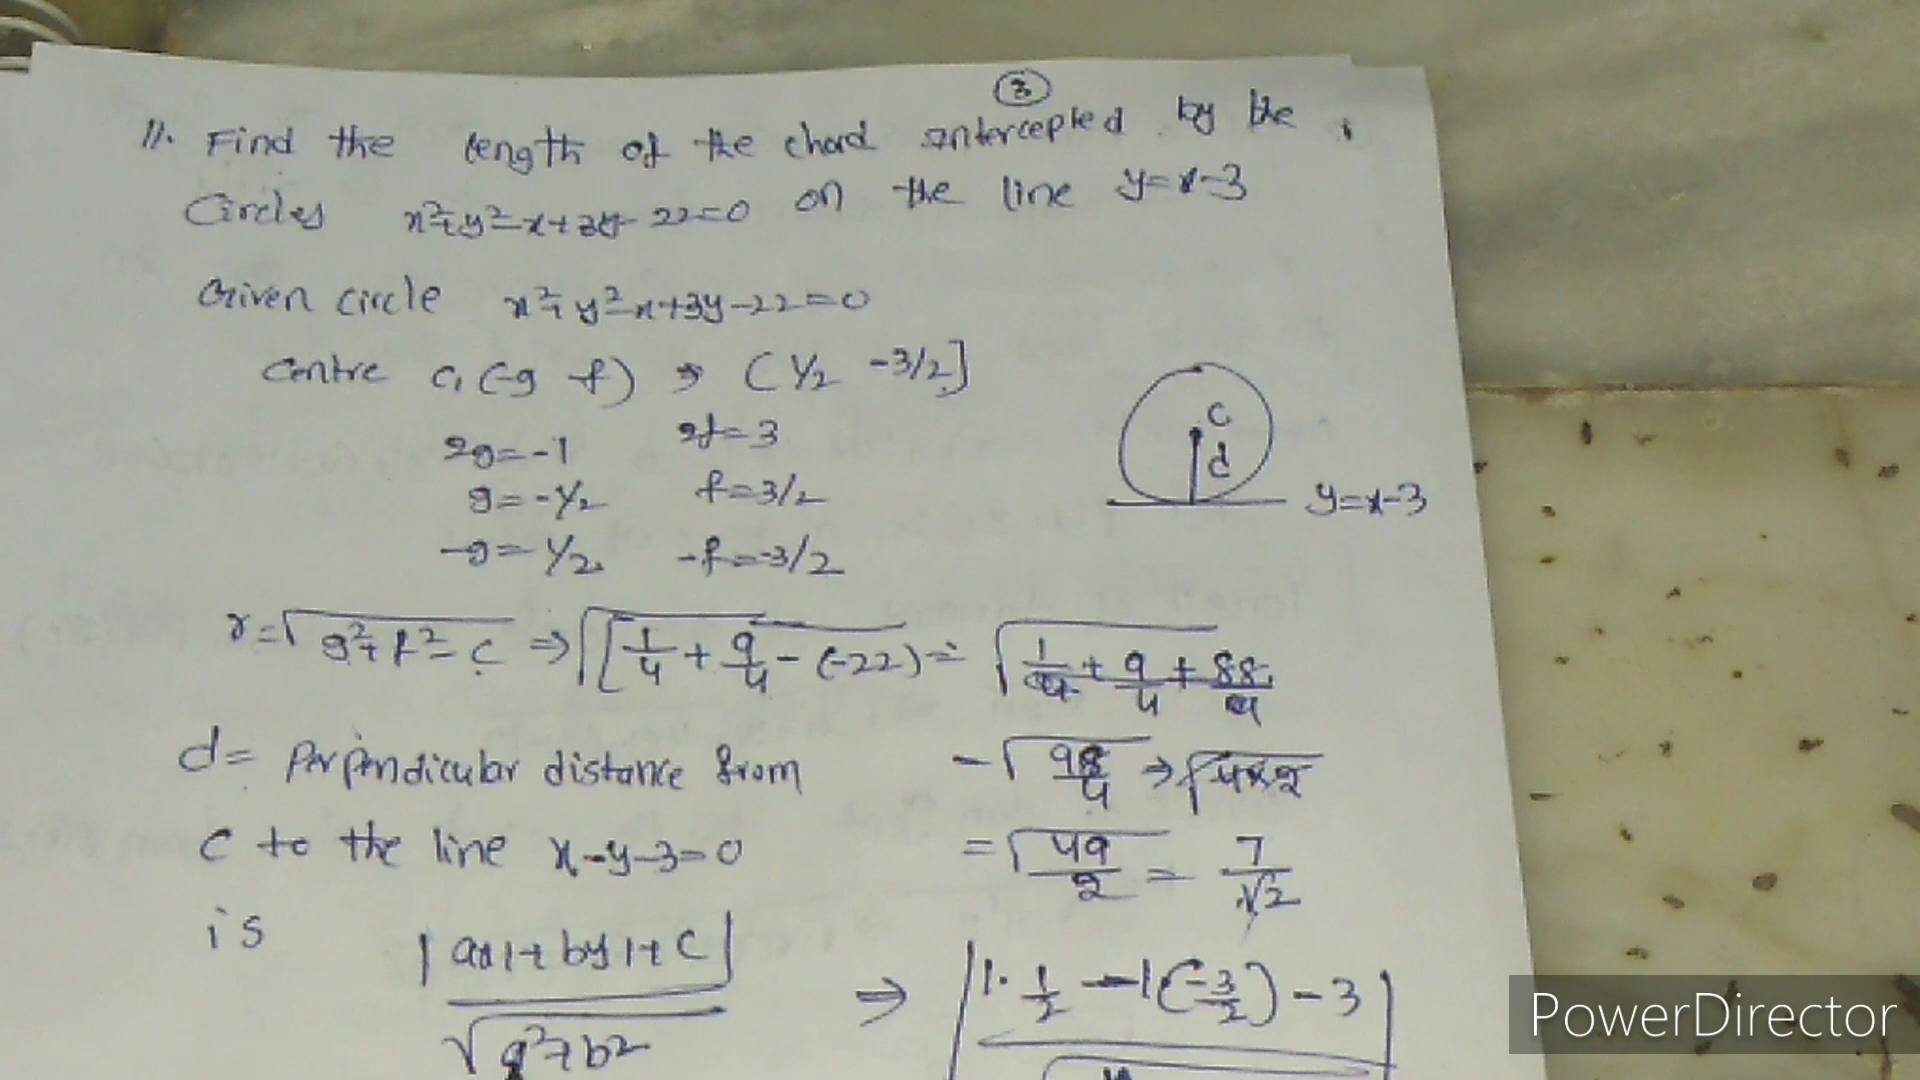 ③
11. Find the length of the chord intercepted by the
Circles x²+y²-x+3y-22=0 on the line y=x-3
Given circle x²+y²-x+3y-22=0
Centre C, (-g -f) ⇒ (1/2 -3/2]
2g=-1 2f=3
g=-1/2 f=3/2
-g=1/2 -f=-3/2
C
d
y=x-3
r=√g²+f²-c ⇒ √[1/4 + 9/4 - (-22) = √1/4 + 9/4 + 88/4
d= Perpendicular distance from
C to the line x-y-3=0
is |ax1+by1+c| / √a²+b²
= √98/4 ⇒
= √49/2 = 7/√2
⇒ |1. 1/2 -1(-3/2) -3|
PowerDirector